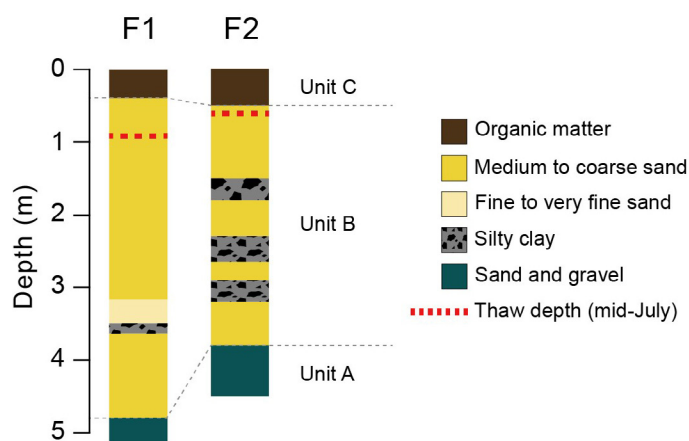 F1
F2
0
1
2
3
4
5
Depth (m)
Unit C
Unit B
Unit A
Organic matter
Medium to coarse sand
Fine to very fine sand
Silty clay
Sand and gravel
Thaw depth (mid-July)